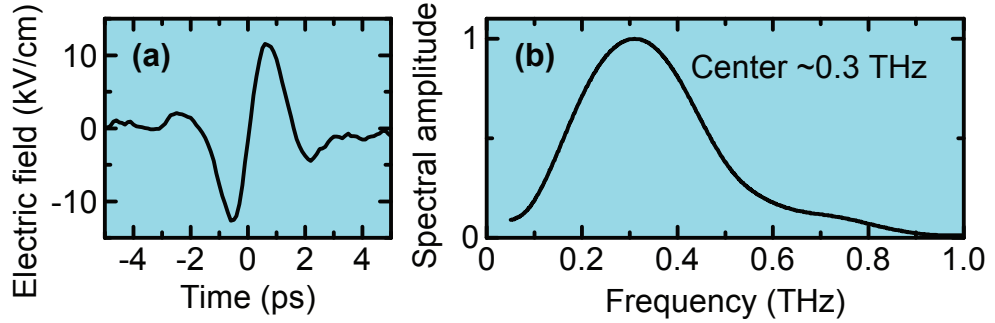 Electric field (kV/cm)
10
0
-10
(a)
-4 -2 0 2 4
Time (ps)
Spectral amplitude
1
0
(b)
Center ~0.3 THz
0 0.2 0.4 0.6 0.8 1.0
Frequency (THz)